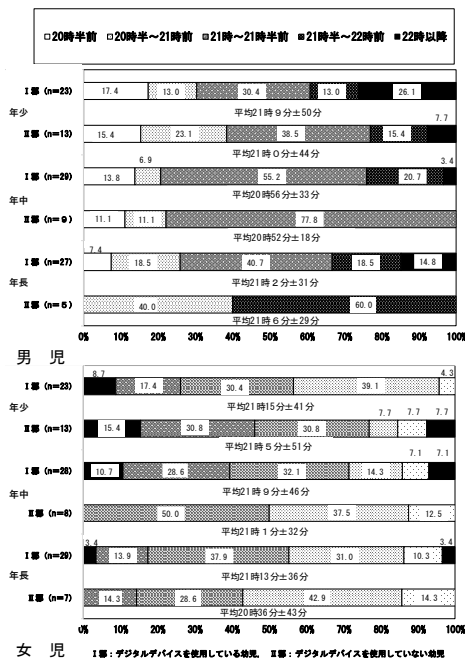 □20時半前 □20時半～21時前 ▨21時～21時半前 ▨21時半～22時前 ■22時以降
Ⅰ群 (n=23) 17.4 13.0 30.4 13.0 26.1
年少 平均21時9分±50分 7.7
Ⅱ群 (n=13) 15.4 23.1 38.5 15.4
平均21時0分±44分
6.9 3.4
Ⅰ群 (n=29) 13.8 55.2 20.7
年中 平均20時56分±33分
Ⅱ群 (n=9) 11.1 11.1 77.8
7.4 平均20時52分±18分
Ⅰ群 (n=27) 18.5 40.7 18.5 14.8
年長 平均21時2分±31分
Ⅱ群 (n=5) 40.0 60.0
平均21時6分±29分
0% 10% 20% 30% 40% 50% 60% 70% 80% 90% 100%
男 児
8.7 4.3
Ⅰ群 (n=23) 17.4 30.4 39.1
年少 平均21時15分±41分
7.7 7.7 7.7
Ⅱ群 (n=13) 15.4 30.8 30.8
平均21時5分±51分
7.1 7.1
Ⅰ群 (n=28) 10.7 28.6 32.1 14.3
年中 平均21時9分±46分
Ⅱ群 (n=8) 50.0 37.5 12.5
平均21時1分±32分
3.4 3.4
Ⅰ群 (n=29) 13.9 37.9 31.0 10.3
年長 平均21時13分±36分
Ⅱ群 (n=7) 14.3 28.6 42.9 14.3
平均20時36分±43分
0% 10% 20% 30% 40% 50% 60% 70% 80% 90% 100%
女 児 Ⅰ群：デジタルデバイスを使用している幼児, Ⅱ群：デジタルデバイスを使用していない幼児